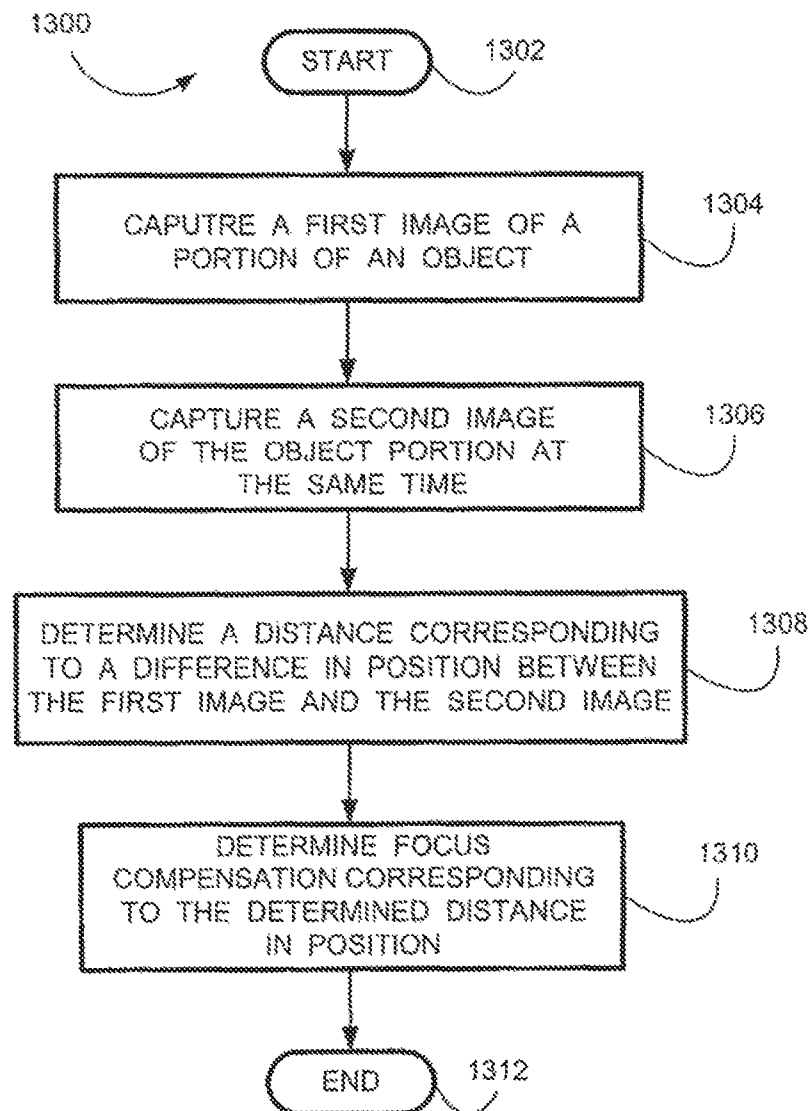 1300
START
1302
CAPUTRE A FIRST IMAGE OF A
PORTION OF AN OBJECT
1304
CAPTURE A SECOND IMAGE
OF THE OBJECT PORTION AT
THE SAME TIME
1306
DETERMINE A DISTANCE CORRESPONDING
TO A DIFFERENCE IN POSITION BETWEEN
THE FIRST IMAGE AND THE SECOND IMAGE
1308
DETERMINE FOCUS
COMPENSATION CORRESPONDING
TO THE DETERMINED DISTANCE
IN POSITION
1310
END
1312